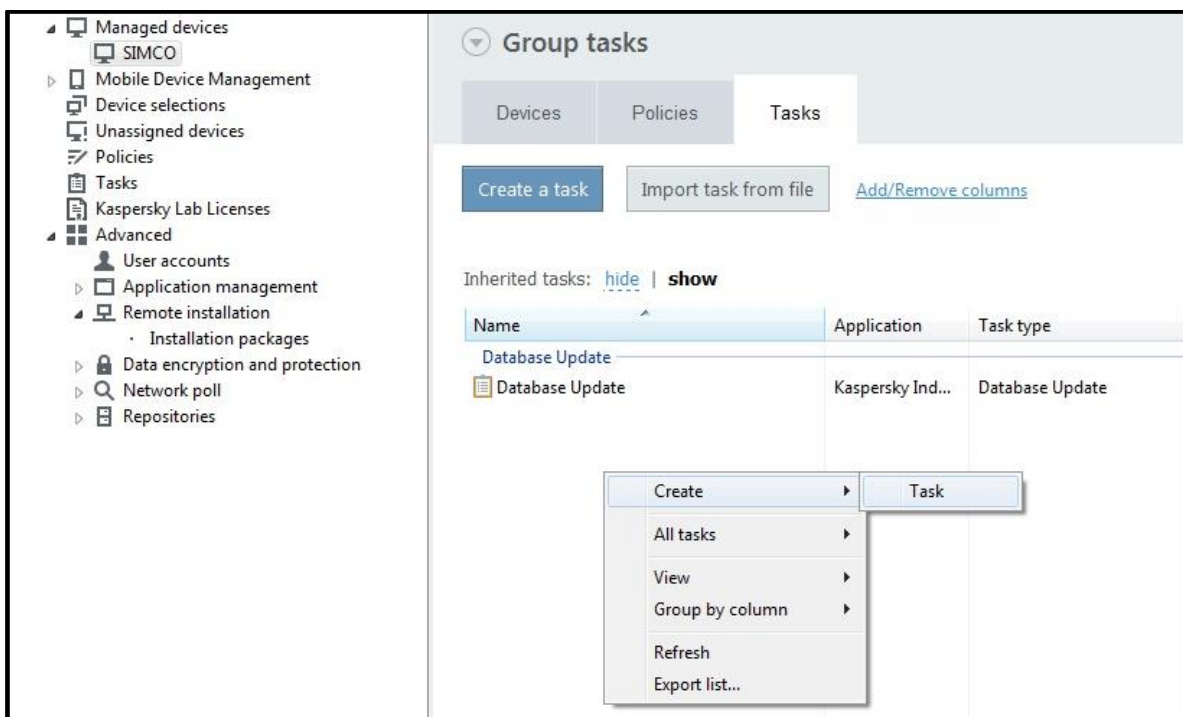 Managed devices
SIMCO
Mobile Device Management
Device selections
Unassigned devices
Policies
Tasks
Kaspersky Lab Licenses
Advanced
User accounts
Application management
Remote installation
Installation packages
Data encryption and protection
Network poll
Repositories
Group tasks
Devices Policies Tasks
Create a task Import task from file Add/Remove columns
Inherited tasks: hide | show
Name Application Task type
Database Update
Database Update Kaspersky Ind... Database Update
Create Task
All tasks
View
Group by column
Refresh
Export list...